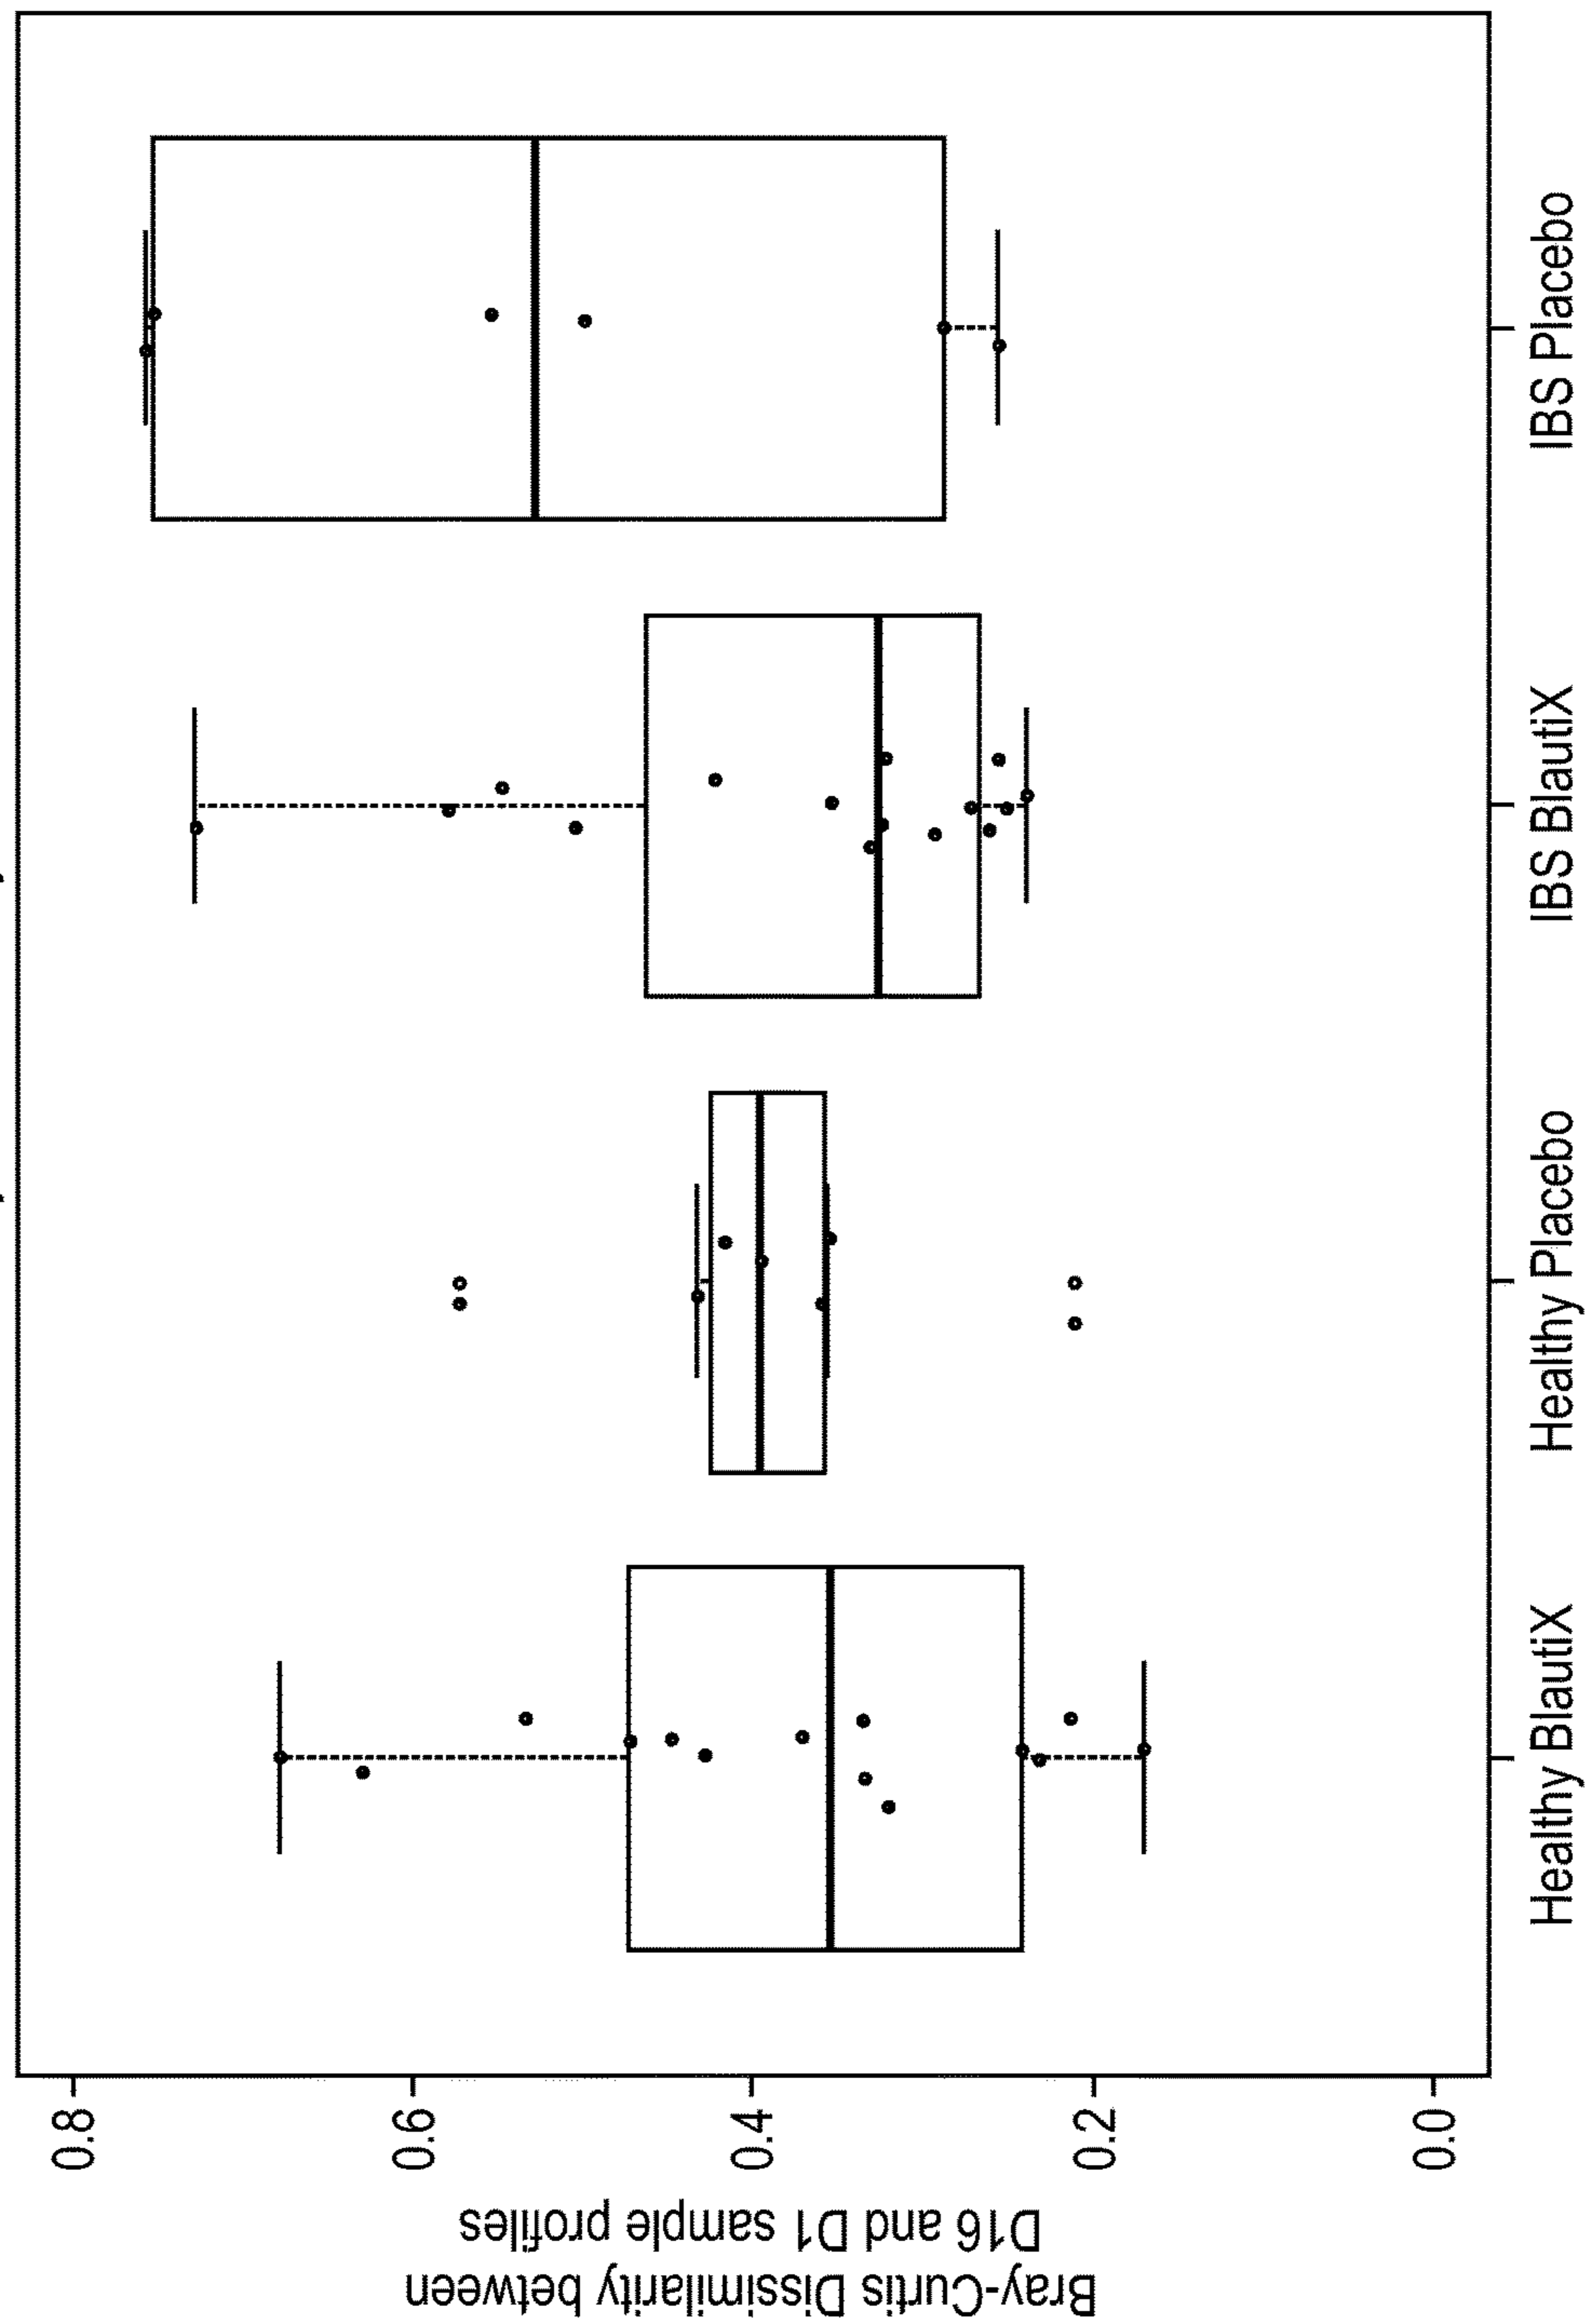 Bray-Curtis Dissimilarity between
D16 and D1 sample profiles
0.8
0.6
0.4
0.2
0.0
Healthy BlautiX
Healthy Placebo
IBS BlautiX
IBS Placebo